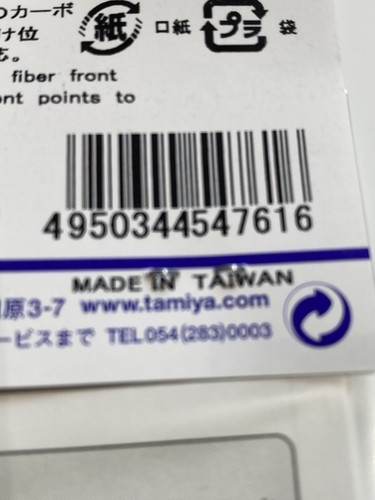 のカーボ 紙 口紙 プラ 袋
け位
fiber front
ent points to
4950344547616
MADE IN TAIWAN
原3-7 www.tamiya.com
ービスまで TEL 054(283)0003